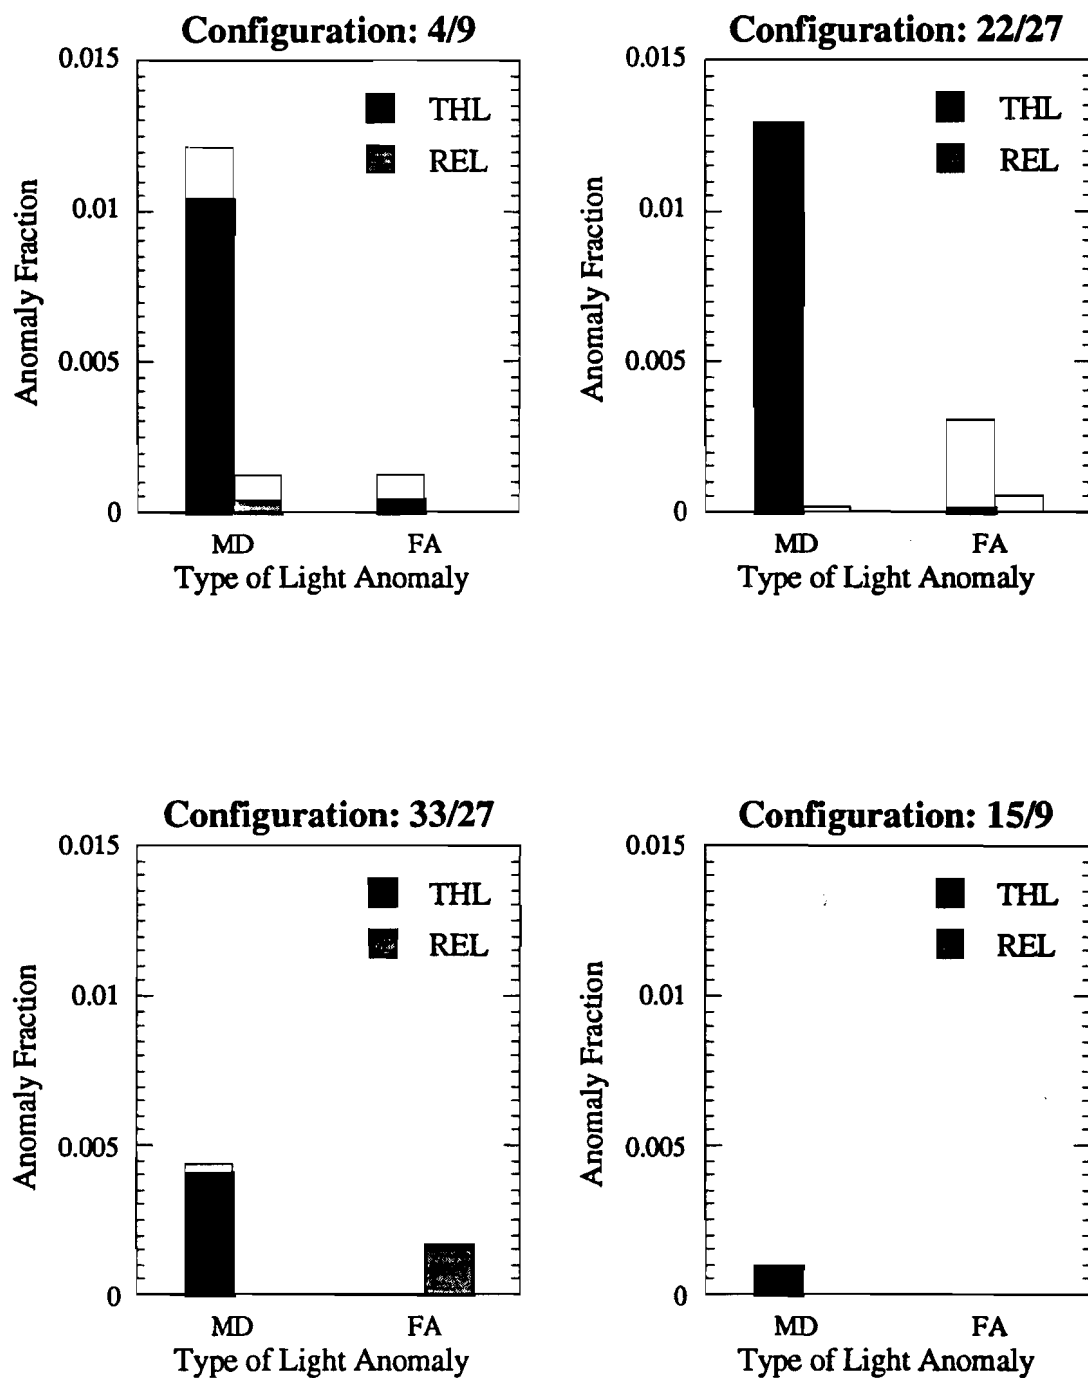 Configuration: 4/9
0.015
THL
REL
0.01
0.005
0
Anomaly Fraction
MD FA
Type of Light Anomaly
Configuration: 22/27
0.015
THL
REL
0.01
0.005
0
Anomaly Fraction
MD FA
Type of Light Anomaly
Configuration: 33/27
0.015
THL
REL
0.01
0.005
0
Anomaly Fraction
MD FA
Type of Light Anomaly
Configuration: 15/9
0.015
THL
REL
0.01
0.005
0
Anomaly Fraction
MD FA
Type of Light Anomaly